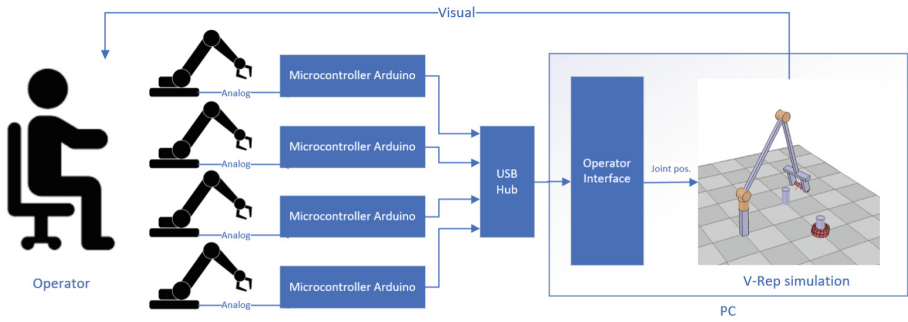 Visual
Analog
Microcontroller Arduino
Analog
Microcontroller Arduino
Analog
Microcontroller Arduino
Analog
Microcontroller Arduino
USB
Hub
Operator
Interface
Joint pos.
Operator
V-Rep simulation
PC